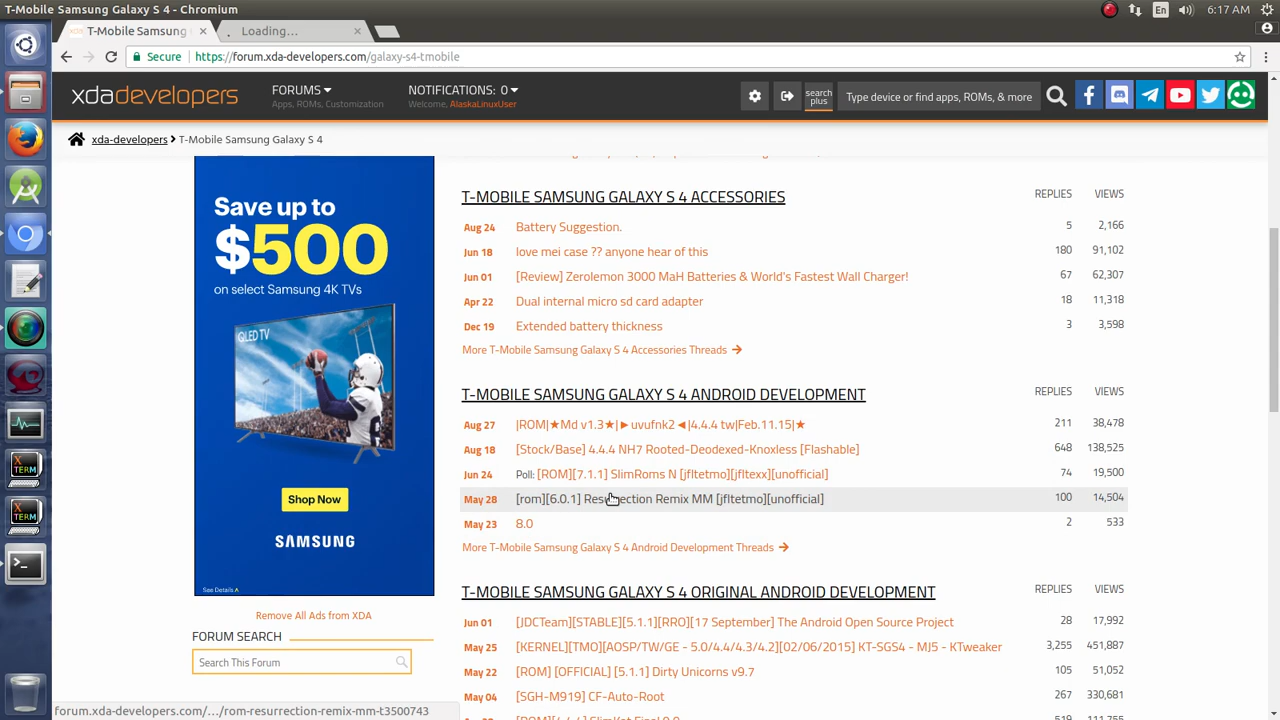 T-Mobile Samsung Galaxy S 4 - Chromium
En
6:17 AM
T-Mobile Samsung
Loading...
Secure
https://forum.xda-developers.com/galaxy-s4-tmobile
xdadevelopers
FORUMS
Apps, ROMs, Customization
NOTIFICATIONS: 0
Welcome, AlaskaLinuxUser
search
plus
Type device or find apps, ROMs, & more
xda-developers
T-Mobile Samsung Galaxy S 4
Save up to
$500
on select Samsung 4K TVs
QLED TV
Shop Now
SAMSUNG
See Details
Remove All Ads from XDA
FORUM SEARCH
Search This Forum
T-MOBILE SAMSUNG GALAXY S 4 ACCESSORIES REPLIES VIEWS
Aug 24 Battery Suggestion. 5 2,166
Jun 18 love mei case ?? anyone hear of this 180 91,102
Jun 01 [Review] Zerolemon 3000 MaH Batteries & World's Fastest Wall Charger! 67 62,307
Apr 22 Dual internal micro sd card adapter 18 11,318
Dec 19 Extended battery thickness 3 3,598
More T-Mobile Samsung Galaxy S 4 Accessories Threads
T-MOBILE SAMSUNG GALAXY S 4 ANDROID DEVELOPMENT REPLIES VIEWS
Aug 27 |ROM|★Md v1.3★|►uvufnk2◄|4.4.4 tw|Feb.11.15|★ 211 38,478
Aug 18 [Stock/Base] 4.4.4 NH7 Rooted-Deodexed-Knoxless [Flashable] 648 138,525
Jun 24 Poll: [ROM][7.1.1] SlimRoms N [jfltetmo][jfltexx][unofficial] 74 19,500
May 28 [rom][6.0.1] Resurrection Remix MM [jfltetmo][unofficial] 100 14,504
May 23 8.0 2 533
More T-Mobile Samsung Galaxy S 4 Android Development Threads
T-MOBILE SAMSUNG GALAXY S 4 ORIGINAL ANDROID DEVELOPMENT REPLIES VIEWS
Jun 01 [JDCTeam][STABLE][5.1.1][RRO][17 September] The Android Open Source Project 28 17,992
May 25 [KERNEL][TMO][AOSP/TW/GE - 5.0/4.4/4.3/4.2][02/06/2015] KT-SGS4 - MJ5 - KTweaker 3,255 451,887
May 22 [ROM] [OFFICIAL] [5.1.1] Dirty Unicorns v9.7 105 51,052
May 04 [SGH-M919] CF-Auto-Root 267 330,681
forum.xda-developers.com/.../rom-resurrection-remix-mm-t3500743
X
TERM
X
TERM